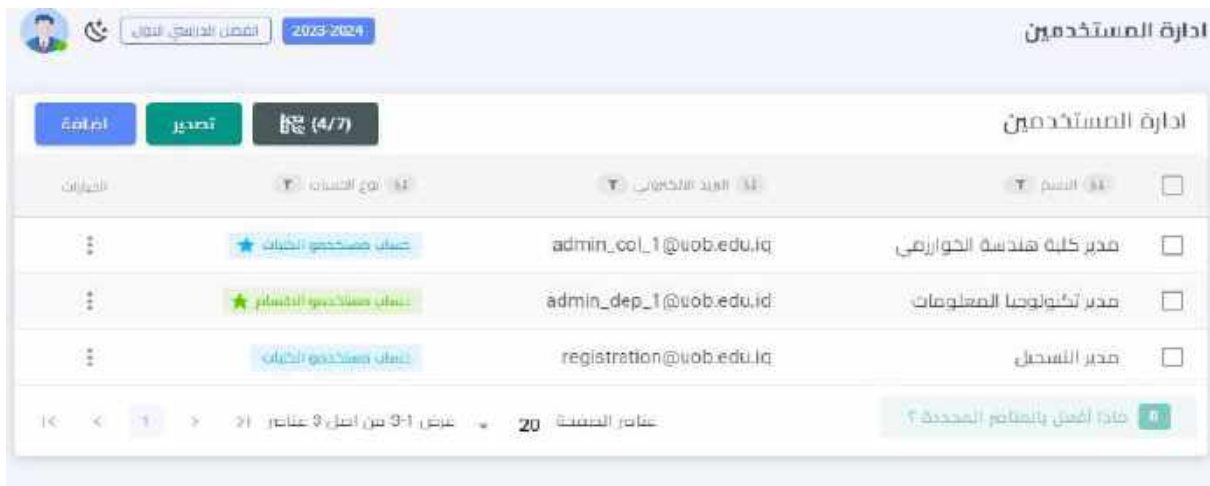 ادارة المستخدمين
2023-2024 الفصل الدراسي الاول
ادارة المستخدمين
(4/7) تصدير اضافة
الاسم البريد الالكتروني نوع الحساب الخيارات
مدير كلية هندسة الخوارزمي admin_col_1@uob.edu.iq حساب مستخدمو الكليات
مدير تكنولوجيا المعلومات admin_dep_1@uob.edu.id حساب مستخدمو الاقسام
مدير التسجيل registration@uob.edu.iq حساب مستخدمو الكليات
0 ماذا أفعل بالعناصر المحددة ؟ عناصر الصفحة 20 عرض 1-3 من اصل 3 عناصر 1